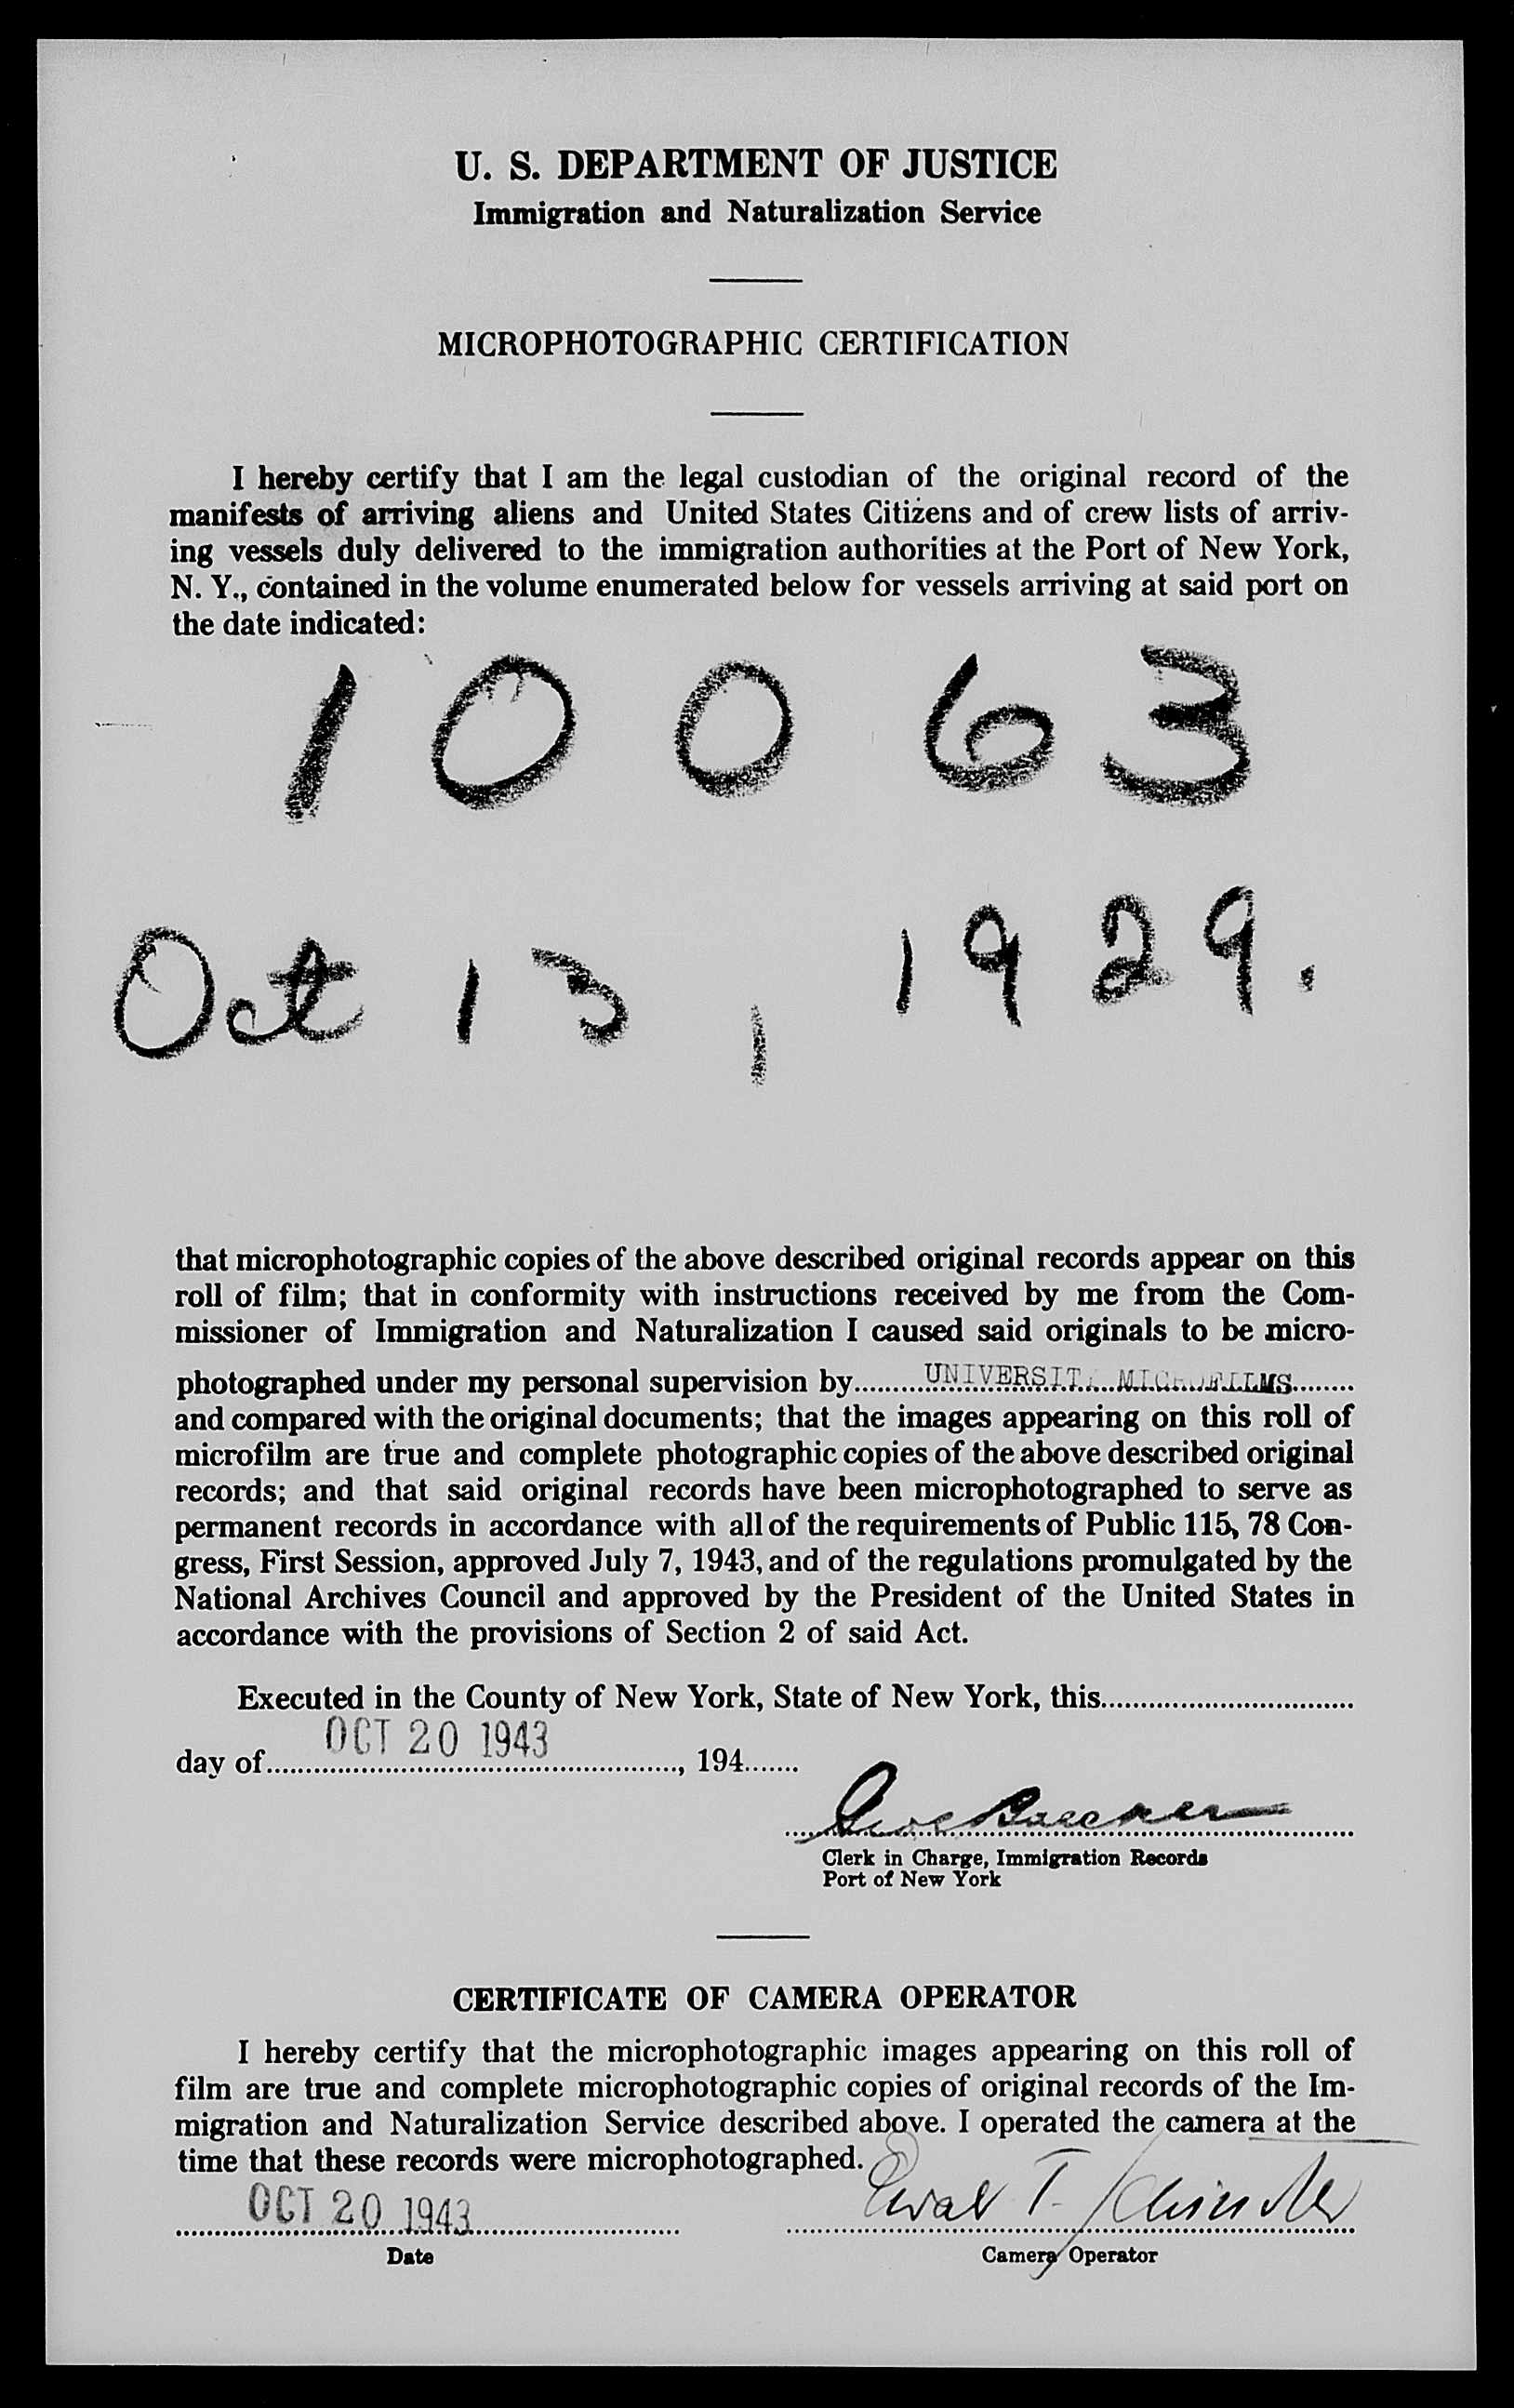 U. S. DEPARTMENT OF JUSTICE
Immigration and Naturalization Service
MICROPHOTOGRAPHIC CERTIFICATION
I hereby certify that I am the legal custodian of the original record of the
manifests of arriving aliens and United States Citizens and of crew lists of arriv-
ing vessels duly delivered to the immigration authorities at the Port of New York,
N. Y., contained in the volume enumerated below for vessels arriving at said port on
the date indicated:
10063
Oct 13, 1929.
that microphotographic copies of the above described original records appear on this
roll of film; that in conformity with instructions received by me from the Com-
missioner of Immigration and Naturalization I caused said originals to be micro-
photographed under my personal supervision by UNIVERSITY MICROFILMS
and compared with the original documents; that the images appearing on this roll of
microfilm are true and complete photographic copies of the above described original
records; and that said original records have been microphotographed to serve as
permanent records in accordance with all of the requirements of Public 115, 78 Con-
gress, First Session, approved July 7, 1943, and of the regulations promulgated by the
National Archives Council and approved by the President of the United States in
accordance with the provisions of Section 2 of said Act.
Executed in the County of New York, State of New York, this
OCT 20 1943
day of , 194
Clerk in Charge, Immigration Records
Port of New York
CERTIFICATE OF CAMERA OPERATOR
I hereby certify that the microphotographic images appearing on this roll of
film are true and complete microphotographic copies of original records of the Im-
migration and Naturalization Service described above. I operated the camera at the
time that these records were microphotographed.
OCT 20 1943 T.
Date Camera Operator